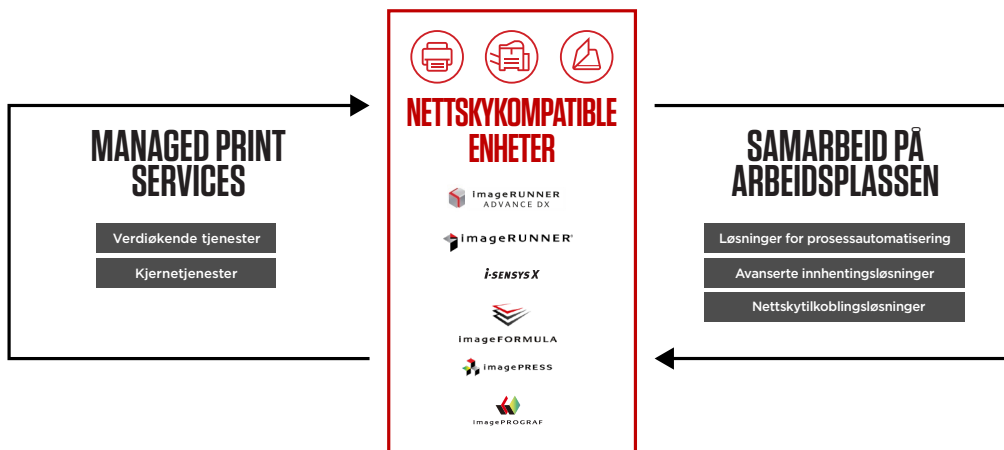 MANAGED PRINT
SERVICES
Verdiøkende tjenester
Kjernetjenester
NETTSKYKOMPATIBLE
ENHETER
imageRUNNER
ADVANCE DX
imageRUNNER®
i-SENSYS X
imageFORMULA
imagePRESS
imagePROGRAF
SAMARBEID PÅ
ARBEIDSPLASSEN
Løsninger for prosessautomatisering
Avanserte innhentingsløsninger
Nettskytilkoblingsløsninger